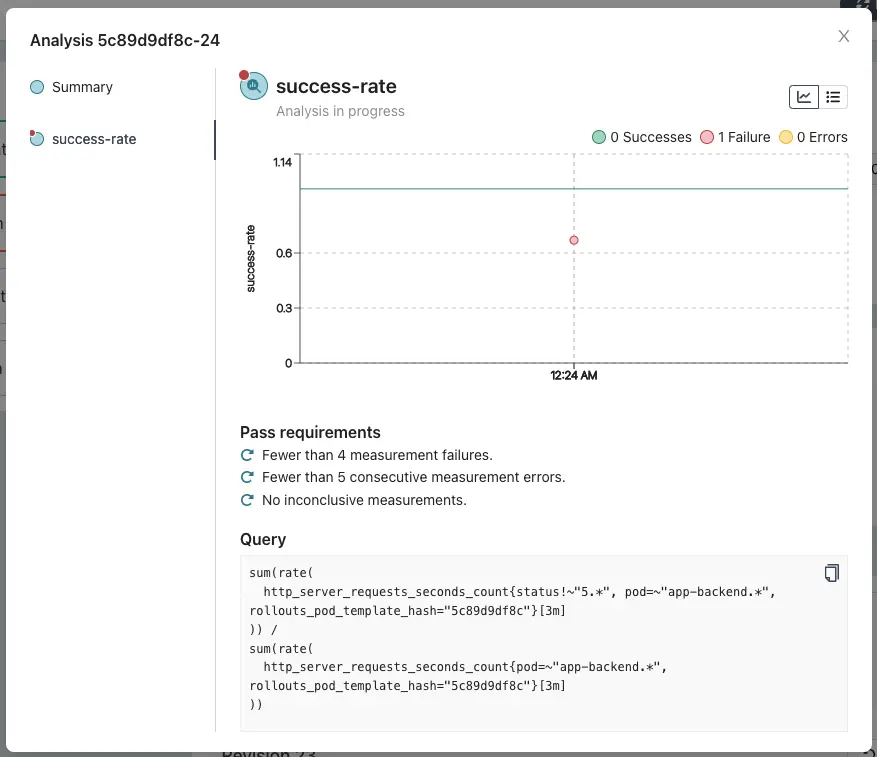 Analysis 5c89d9df8c-24
Summary
success-rate
success-rate
Analysis in progress
0 Successes
1 Failure
0 Errors
1.14
0.6
0.3
0
success-rate
12:24 AM
Pass requirements
Fewer than 4 measurement failures.
Fewer than 5 consecutive measurement errors.
No inconclusive measurements.
Query
sum(rate(
  http_server_requests_seconds_count{status!~"5.*", pod=~"app-backend.*",
rollouts_pod_template_hash="5c89d9df8c"}[3m]
)) /
sum(rate(
  http_server_requests_seconds_count{pod=~"app-backend.*",
rollouts_pod_template_hash="5c89d9df8c"}[3m]
))
Revision 23